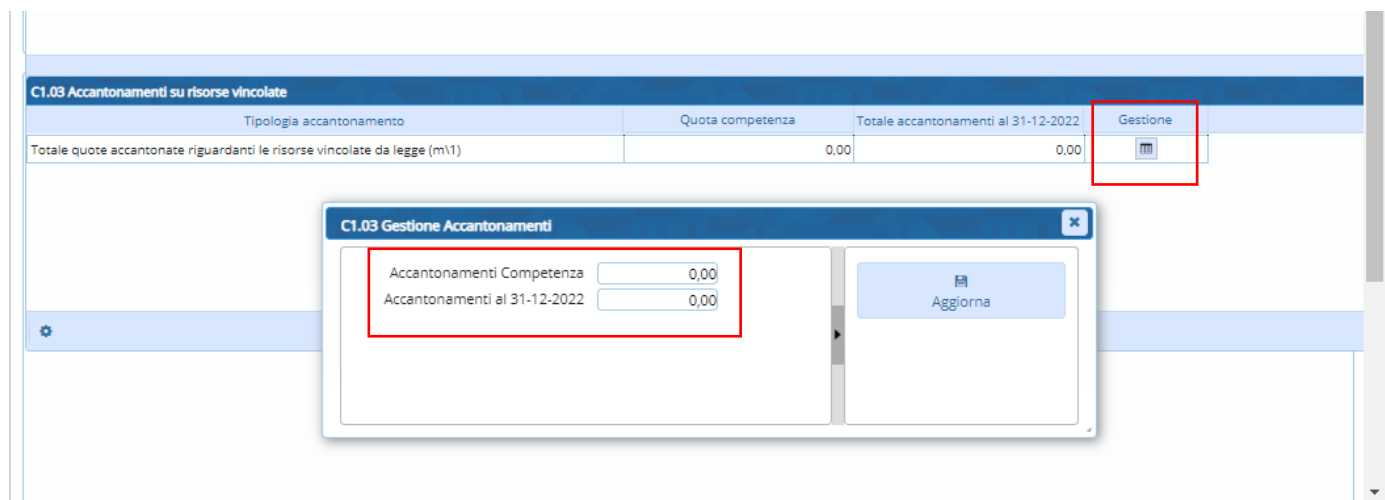 C1.03 Accantonamenti su risorse vincolate
Tipologia accantonamento Quota competenza Totale accantonamenti al 31-12-2022 Gestione
Totale quote accantonate riguardanti le risorse vincolate da legge (m\1) 0,00 0,00
C1.03 Gestione Accantonamenti
Accantonamenti Competenza 0,00
Accantonamenti al 31-12-2022 0,00
Aggiorna